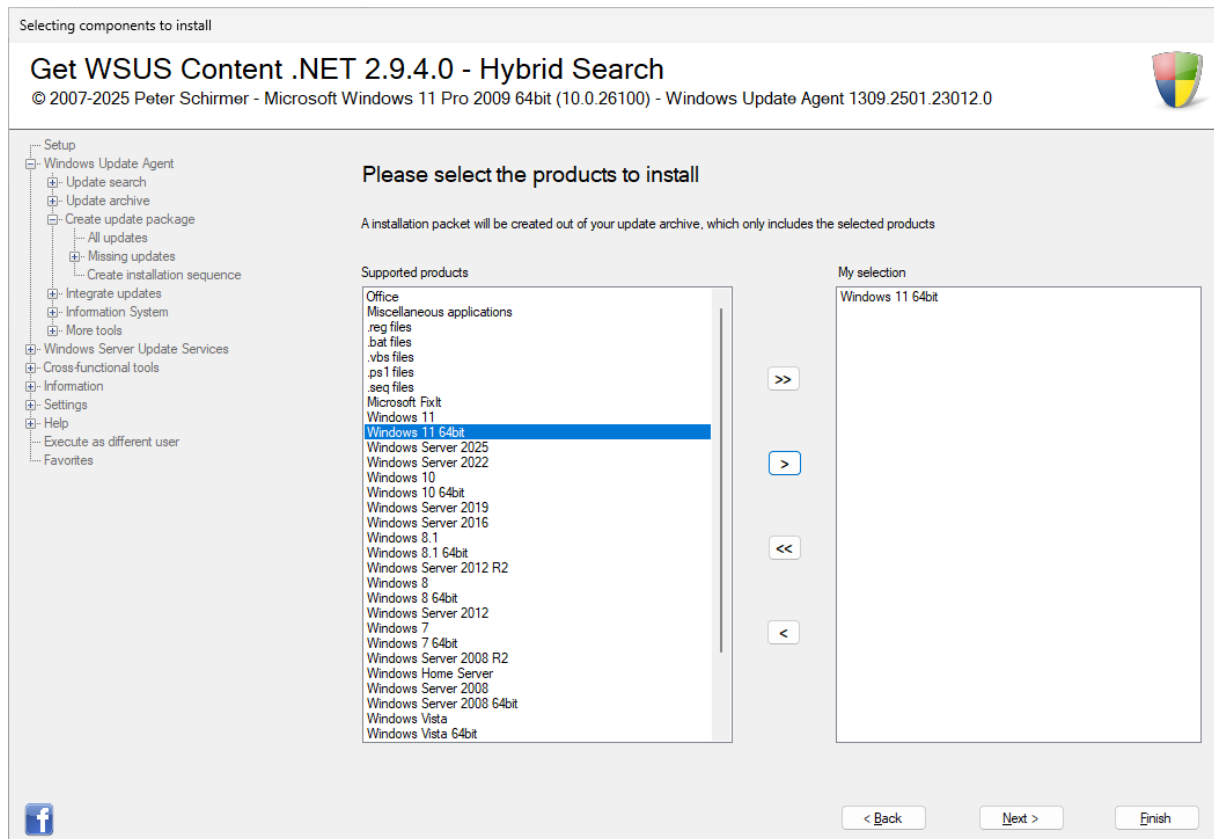 Selecting components to install
Get WSUS Content .NET 2.9.4.0 - Hybrid Search
© 2007-2025 Peter Schirmer - Microsoft Windows 11 Pro 2009 64bit (10.0.26100) - Windows Update Agent 1309.2501.23012.0
Setup
Windows Update Agent
Update search
Update archive
Create update package
All updates
Missing updates
Create installation sequence
Integrate updates
Information System
More tools
Windows Server Update Services
Cross-functional tools
Information
Settings
Help
Execute as different user
Favorites
Please select the products to install
A installation packet will be created out of your update archive, which only includes the selected products
Supported products
Office
Miscellaneous applications
.reg files
.bat files
.vbs files
.ps1 files
.seq files
Microsoft FixIt
Windows 11
Windows 11 64bit
Windows Server 2025
Windows Server 2022
Windows 10
Windows 10 64bit
Windows Server 2019
Windows Server 2016
Windows 8.1
Windows 8.1 64bit
Windows Server 2012 R2
Windows 8
Windows 8 64bit
Windows Server 2012
Windows 7
Windows 7 64bit
Windows Server 2008 R2
Windows Home Server
Windows Server 2008
Windows Server 2008 64bit
Windows Vista
Windows Vista 64bit
>>
>
<<
<
My selection
Windows 11 64bit
f
< Back
Next >
Finish